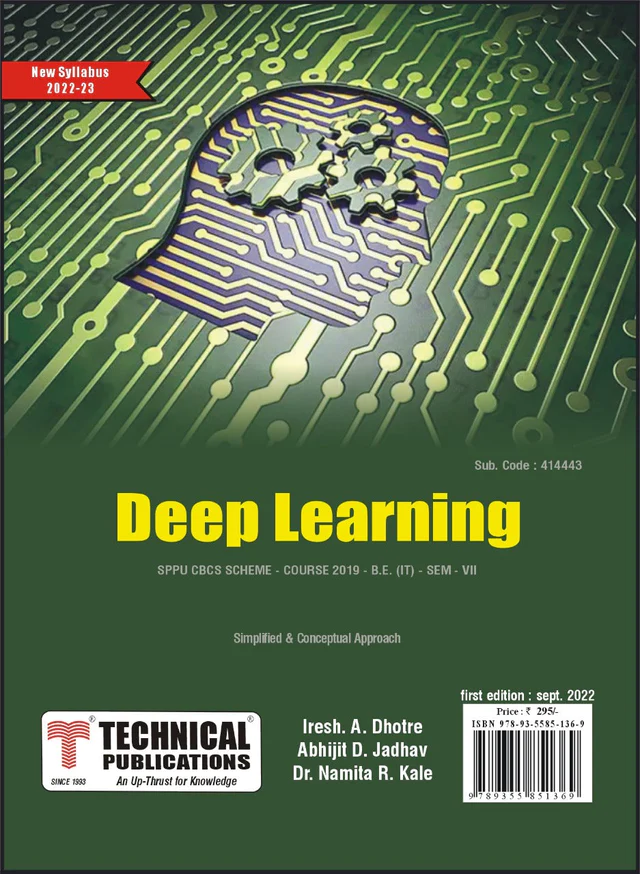 New Syllabus
2022-23
Sub. Code : 414443
Deep Learning
SPPU CBCS SCHEME - COURSE 2019 - B.E. (IT) - SEM - VII
Simplified & Conceptual Approach
first edition : sept. 2022
Price : ₹ 295/-
ISBN 978-93-5585-136-9
9 789355 851369
® TECHNICAL ®
PUBLICATIONS
SINCE 1993 An Up-Thrust for Knowledge
Iresh. A. Dhotre
Abhijit D. Jadhav
Dr. Namita R. Kale